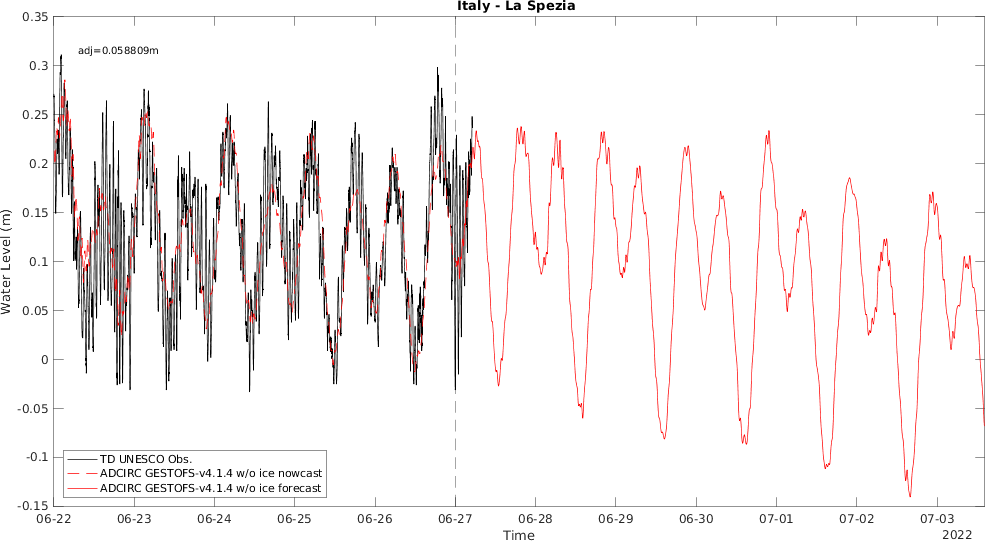 Italy - La Spezia
adj=0.058809m
0.35
0.3
0.25
0.2
0.15
0.1
0.05
0
-0.05
-0.1
-0.15
Water Level (m)
TD UNESCO Obs.
ADCIRC GESTOFS-v4.1.4 w/o ice nowcast
ADCIRC GESTOFS-v4.1.4 w/o ice forecast
06-22 06-23 06-24 06-25 06-26 06-27 06-28 06-29 06-30 07-01 07-02 07-03
Time
2022